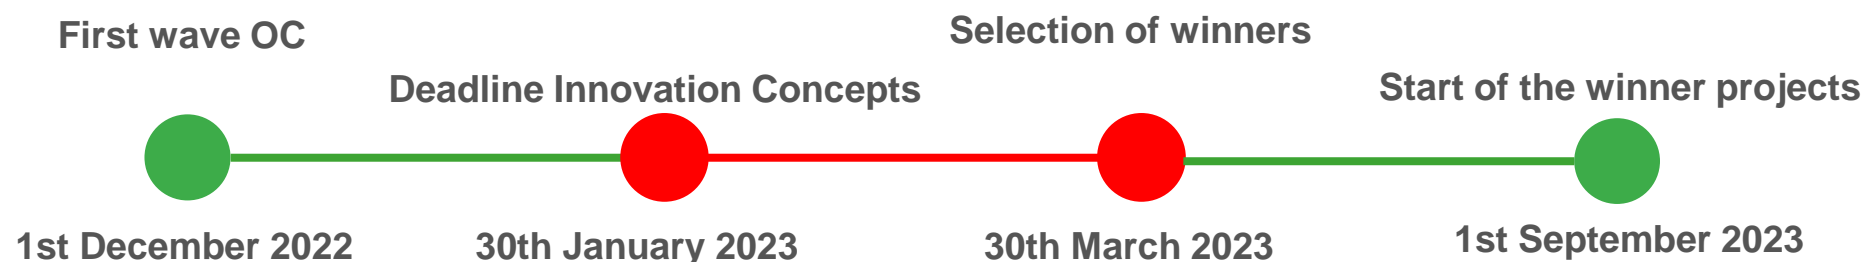 First wave OC
1st December 2022
Deadline Innovation Concepts
30th January 2023
Selection of winners
30th March 2023
Start of the winner projects
1st September 2023